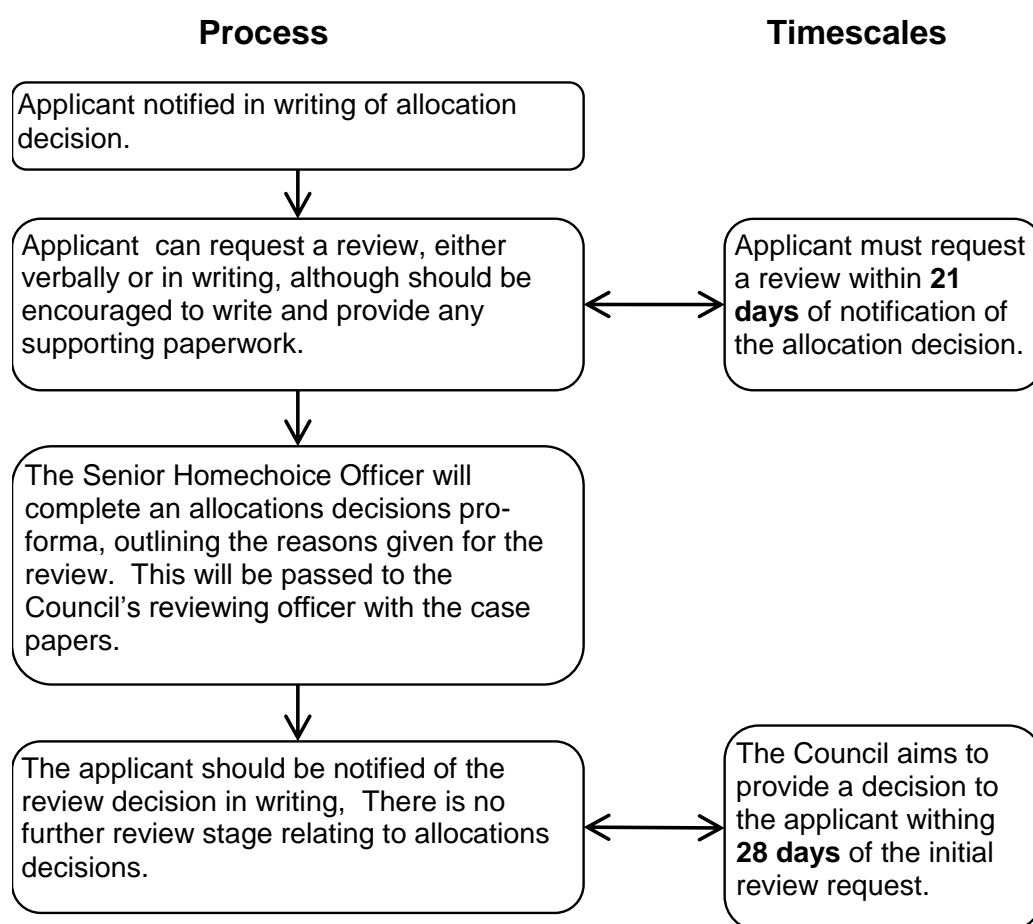 Process
Timescales
Applicant notified in writing of allocation
decision.
Applicant  can request a review, either
verbally or in writing, although should be
encouraged to write and provide any
supporting paperwork.
Applicant must request
a review within 21
days of notification of
the allocation decision.
The Senior Homechoice Officer will
complete an allocations decisions pro-
forma, outlining the reasons given for the
review.  This will be passed to the
Council’s reviewing officer with the case
papers.
The applicant should be notified of the
review decision in writing,  There is no
further review stage relating to allocations
decisions.
The Council aims to
provide a decision to
the applicant withing
28 days of the initial
review request.